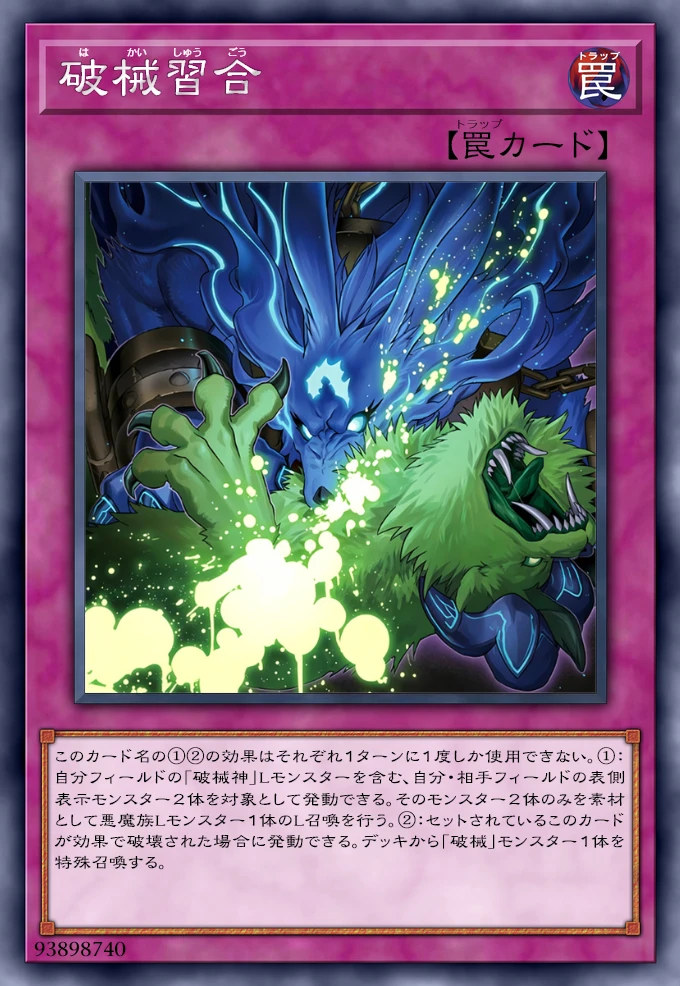 破械習合
はかいしゅうごう
罠
トラップ
【罠カード】
トラップ
このカード名の①②の効果はそれぞれ1ターンに1度しか使用できない。①:
自分フィールドの「破械神」Lモンスターを含む、自分・相手フィールドの表側
表示モンスター2体を対象として発動できる。そのモンスター2体のみを素材
として悪魔族Lモンスター1体のL召喚を行う。②:セットされているこのカード
が効果で破壊された場合に発動できる。デッキから「破械」モンスター1体を
特殊召喚する。
93898740